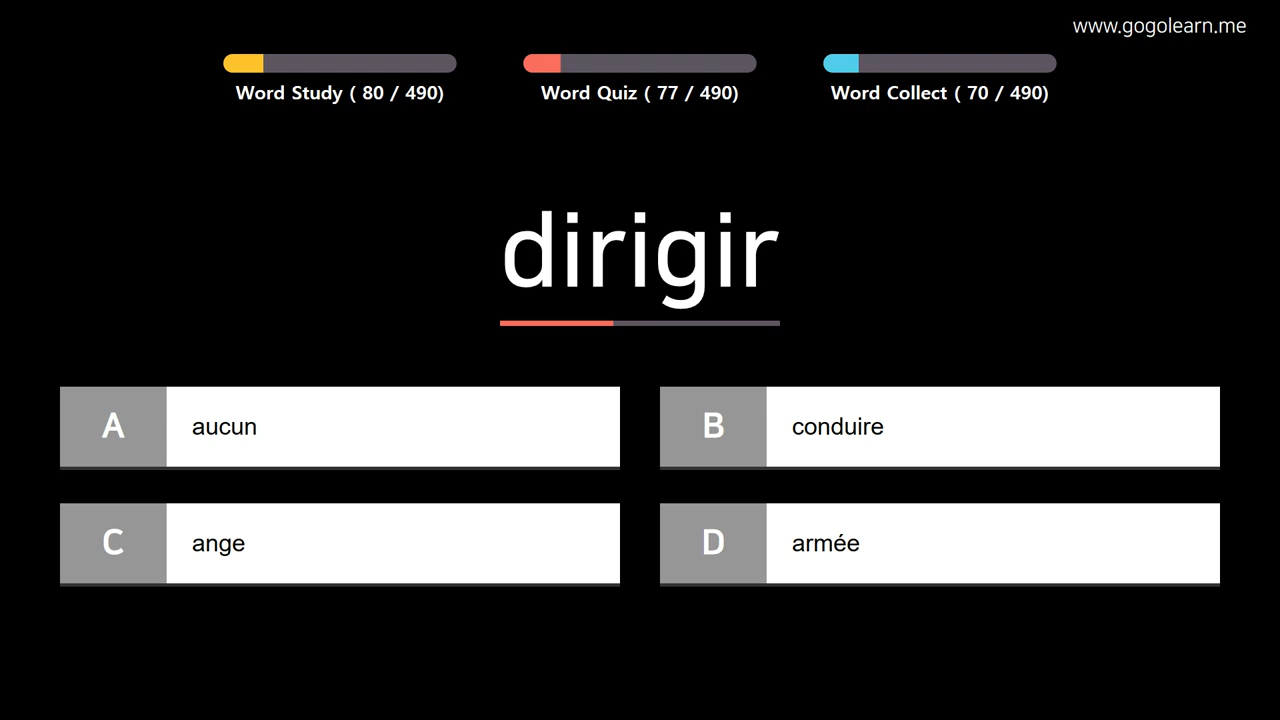 www.gogolearn.me
Word Study ( 80 / 490)
Word Quiz ( 77 / 490)
Word Collect ( 70 / 490)
dirigir
A aucun
B conduire
C ange
D armée